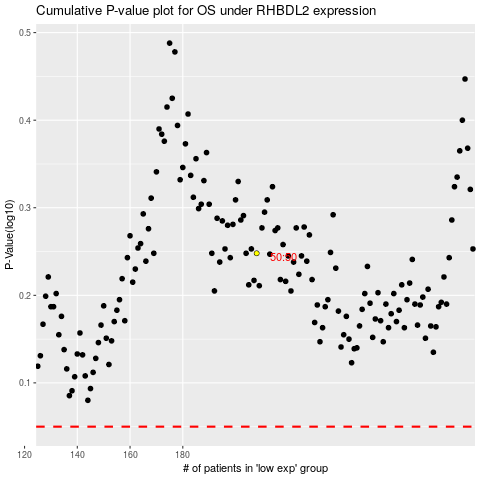 Cumulative P-value plot for OS under RHBDL2 expression
P-Value(log10)
0.5
0.4
0.3
0.2
0.1
50:50
120 140 160 180
# of patients in 'low exp' group